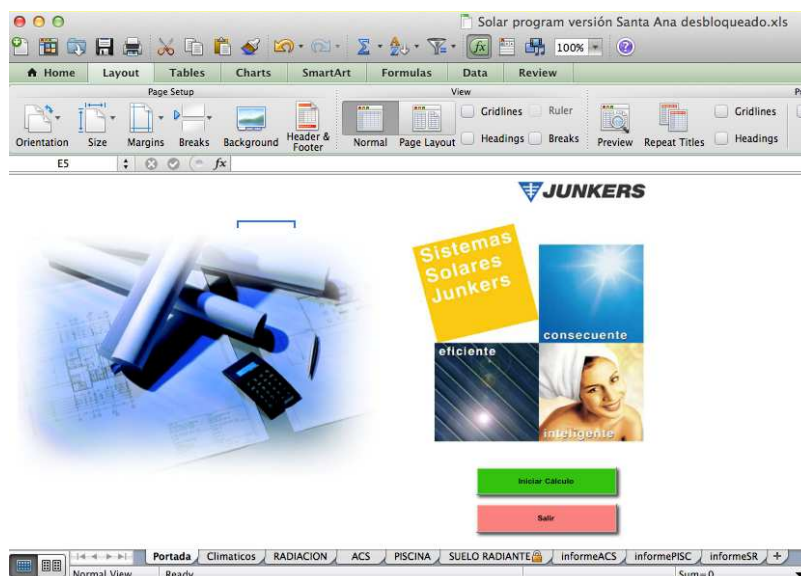 Solar program versión Santa Ana desbloqueado.xls
100%
Home Layout Tables Charts SmartArt Formulas Data Review
Page Setup View
Orientation Size Margins Breaks Background Header & Footer Normal Page Layout Gridlines Ruler Headings Breaks Preview Repeat Titles Gridlines Headings
E5 fx
JUNKERS
Sistemas
Solares
Junkers
consecuente
eficiente
inteligente
Iniciar Cálculo
Salir
Portada Climaticos RADIACION ACS PISCINA SUELO RADIANTE informeACS informePISC informeSR +
Normal View Ready Sum=0